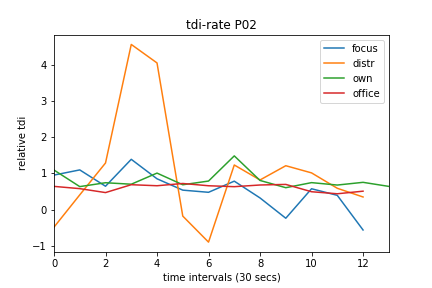 tdi-rate P02
relative tdi
4
3
2
1
0
−1
focus
distr
own
office
0 2 4 6 8 10 12
time intervals (30 secs)